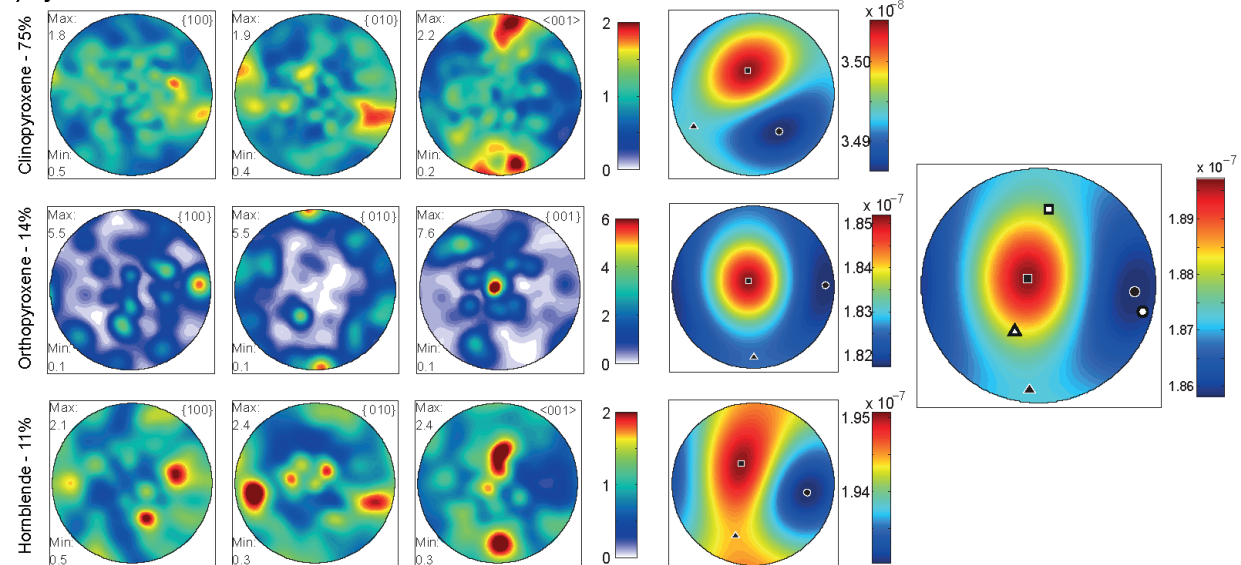 Clinopyroxene - 75%
Max: {100}
1.8
Min:
0.5
Max: {010}
1.9
Min:
0.4
Max: <001>
2.2
Min:
0.2
2
1
0
x 10-8
3.50
3.49
Orthopyroxene - 14%
Max: {100}
5.5
Min:
0.1
Max: {010}
5.5
Min:
0.1
Max: {001}
7.6
Min:
0.1
6
4
2
0
x 10-7
1.85
1.84
1.83
1.82
Hornblende - 11%
Max: {100}
2.1
Min:
0.5
Max: {010}
2.4
Min:
0.3
Max: <001>
2.4
Min:
0.3
2
1
0
x 10-7
1.95
1.94
x 10-7
1.89
1.88
1.87
1.86